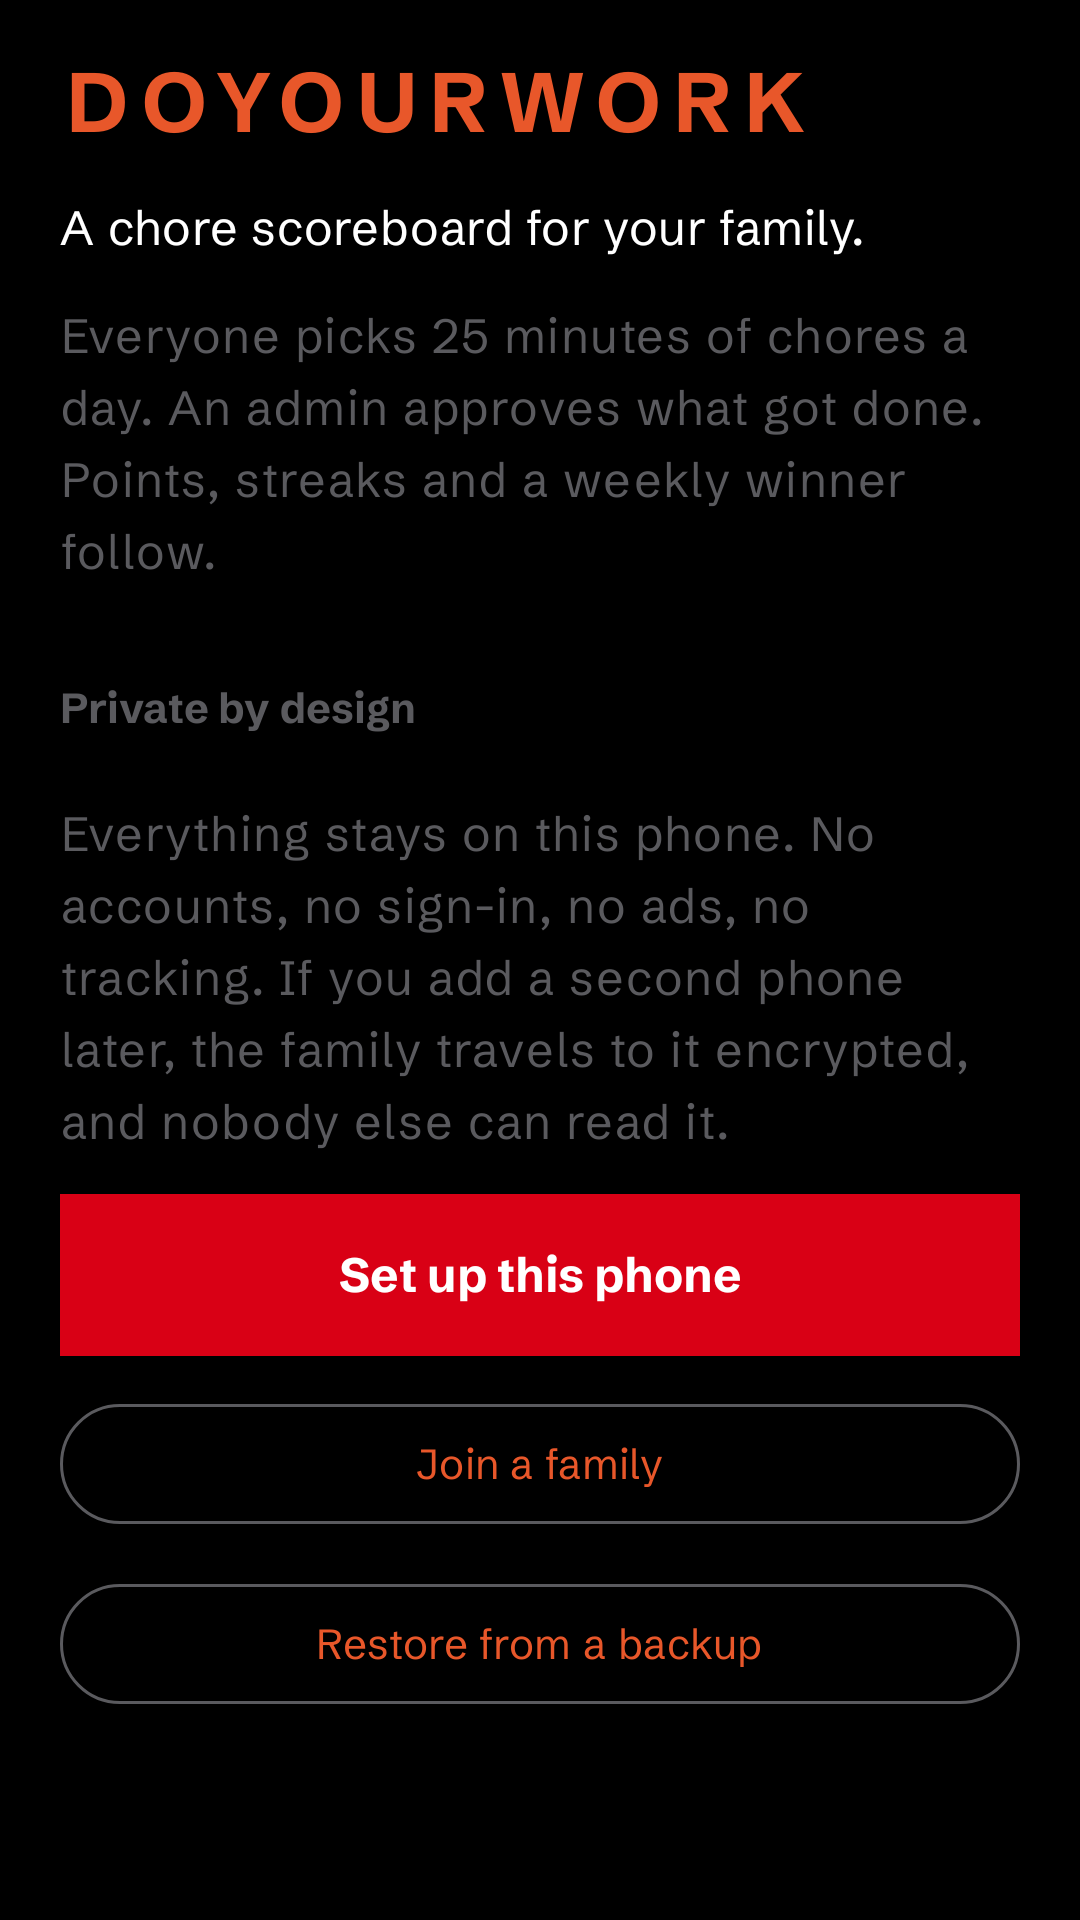 DOYOURWORK
A chore scoreboard for your family.
Everyone picks 25 minutes of chores a
day. An admin approves what got done.
Points, streaks and a weekly winner
follow.
Private by design
Everything stays on this phone. No
accounts, no sign-in, no ads, no
tracking. If you add a second phone
later, the family travels to it encrypted,
and nobody else can read it.
Set up this phone
Join a family
Restore from a backup